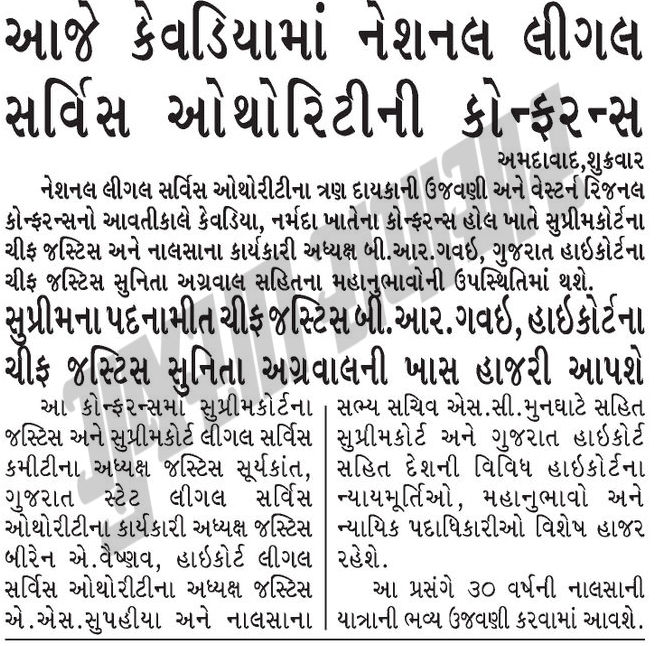 આજે કેવડિયામાં નેશનલ લીગલ
સર્વિસ ઓથોરિટીની કોન્ફરન્સ
અમદાવાદ,શુક્રવાર
નેશનલ લીગલ સર્વિસ ઓથોરીટીના ત્રણ દાયકાની ઉજવણી અને વેસ્ટર્ન રિજનલ
કોન્ફરન્સનો આવતીકાલે કેવડિયા, નર્મદા ખાતેના કોન્ફરન્સ હોલ ખાતે સુપ્રીમકોર્ટના
ચીફ જસ્ટિસ અને નાલસાના કાર્યકારી અધ્યક્ષ બી.આર.ગવઇ, ગુજરાત હાઇકોર્ટના
ચીફ જસ્ટિસ સુનિતા અગ્રવાલ સહિતના મહાનુભાવોની ઉપસ્થિતિમાં થશે.
સુપ્રીમના પદનામીત ચીફ જસ્ટિસ બી.આર.ગવઇ, હાઇકોર્ટના
ચીફ જસ્ટિસ સુનિતા અગ્રવાલની ખાસ હાજરી આપશે
આ કોન્ફરન્સમાં સુપ્રીમકોર્ટના
જસ્ટિસ અને સુપ્રીમકોર્ટ લીગલ સર્વિસ
કમીટીના અધ્યક્ષ જસ્ટિસ સૂર્યકાંત,
ગુજરાત સ્ટેટ લીગલ સર્વિસ
ઓથોરીટીના કાર્યકારી અધ્યક્ષ જસ્ટિસ
બીરેન એ.વૈષ્ણવ, હાઇકોર્ટ લીગલ
સર્વિસ ઓથોરીટીના અધ્યક્ષ જસ્ટિસ
એ.એસ.સુપહીયા અને નાલસાના
સભ્ય સચિવ એસ.સી.મુનઘાટે સહિત
સુપ્રીમકોર્ટ અને ગુજરાત હાઇકોર્ટ
સહિત દેશની વિવિધ હાઇકોર્ટના
ન્યાયમૂર્તિઓ, મહાનુભાવો અને
ન્યાયિક પદાધિકારીઓ વિશેષ હાજર
રહેશે.
આ પ્રસંગે ૩૦ વર્ષની નાલસાની
યાત્રાની ભવ્ય ઉજવણી કરવામાં આવશે.
ગુજરાત સમાચાર